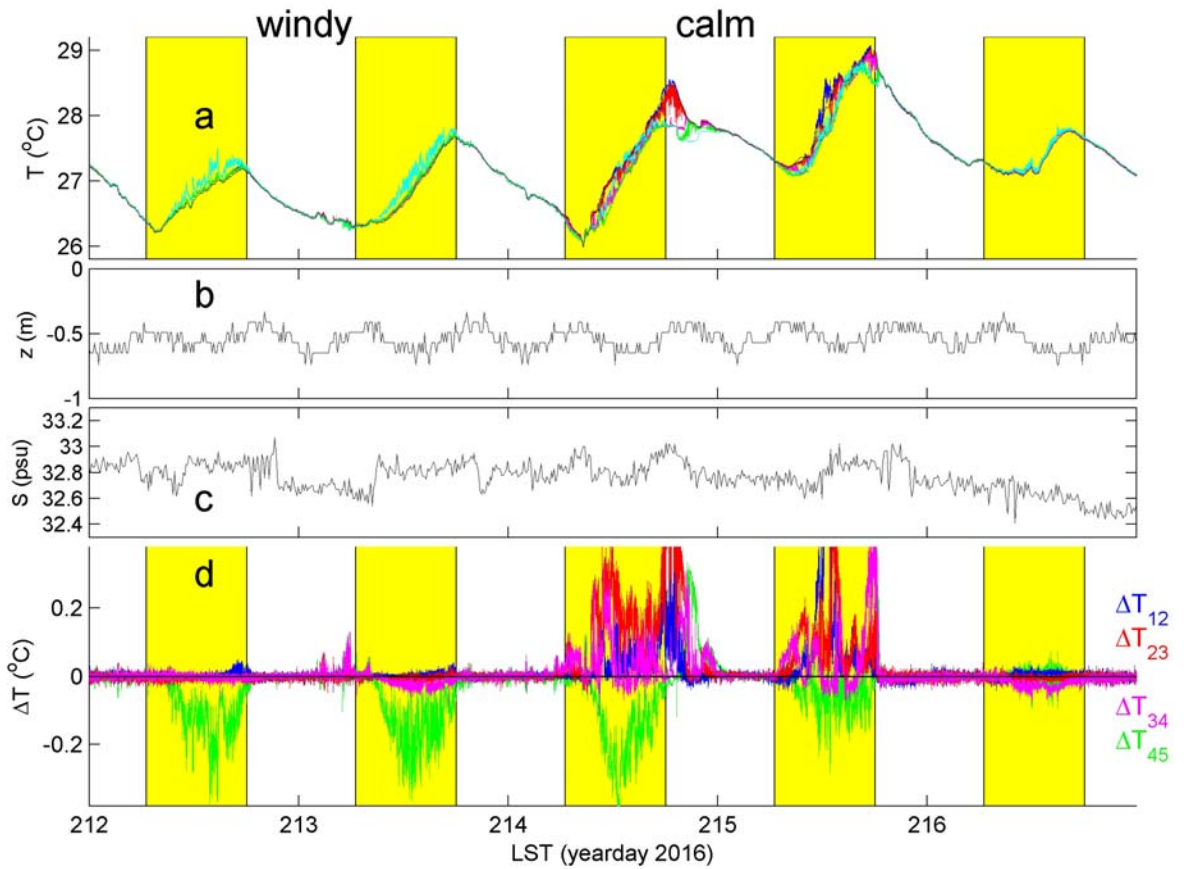 windy calm
29
28
27
26
T (°C)
a
0
-0.5
-1
z (m)
b
33.2
33
32.8
32.6
32.4
S (psu)
c
0.2
0
-0.2
ΔT (°C)
d
ΔT12
ΔT23
ΔT34
ΔT45
212 213 214 215 216
LST (yearday 2016)